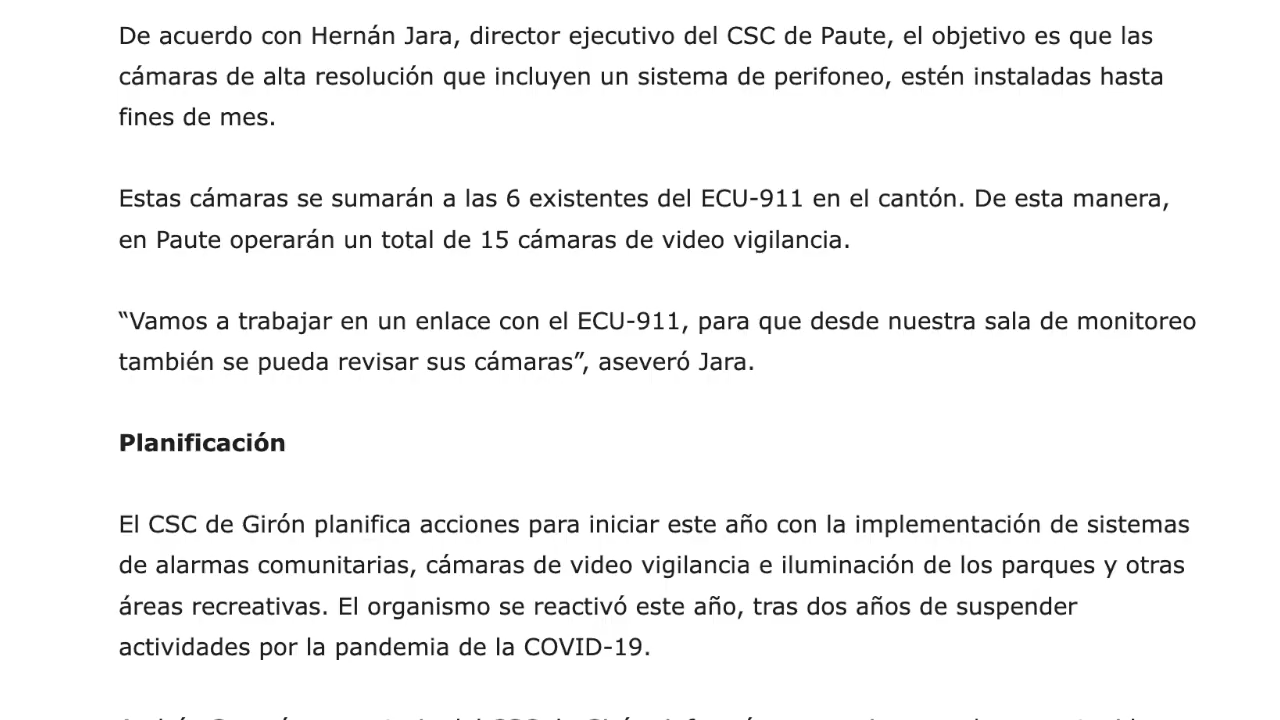 De acuerdo con Hernán Jara, director ejecutivo del CSC de Paute, el objetivo es que las
cámaras de alta resolución que incluyen un sistema de perifoneo, estén instaladas hasta
fines de mes.
Estas cámaras se sumarán a las 6 existentes del ECU-911 en el cantón. De esta manera,
en Paute operarán un total de 15 cámaras de video vigilancia.
“Vamos a trabajar en un enlace con el ECU-911, para que desde nuestra sala de monitoreo
también se pueda revisar sus cámaras”, aseveró Jara.
Planificación
El CSC de Girón planifica acciones para iniciar este año con la implementación de sistemas
de alarmas comunitarias, cámaras de video vigilancia e iluminación de los parques y otras
áreas recreativas. El organismo se reactivó este año, tras dos años de suspender
actividades por la pandemia de la COVID-19.